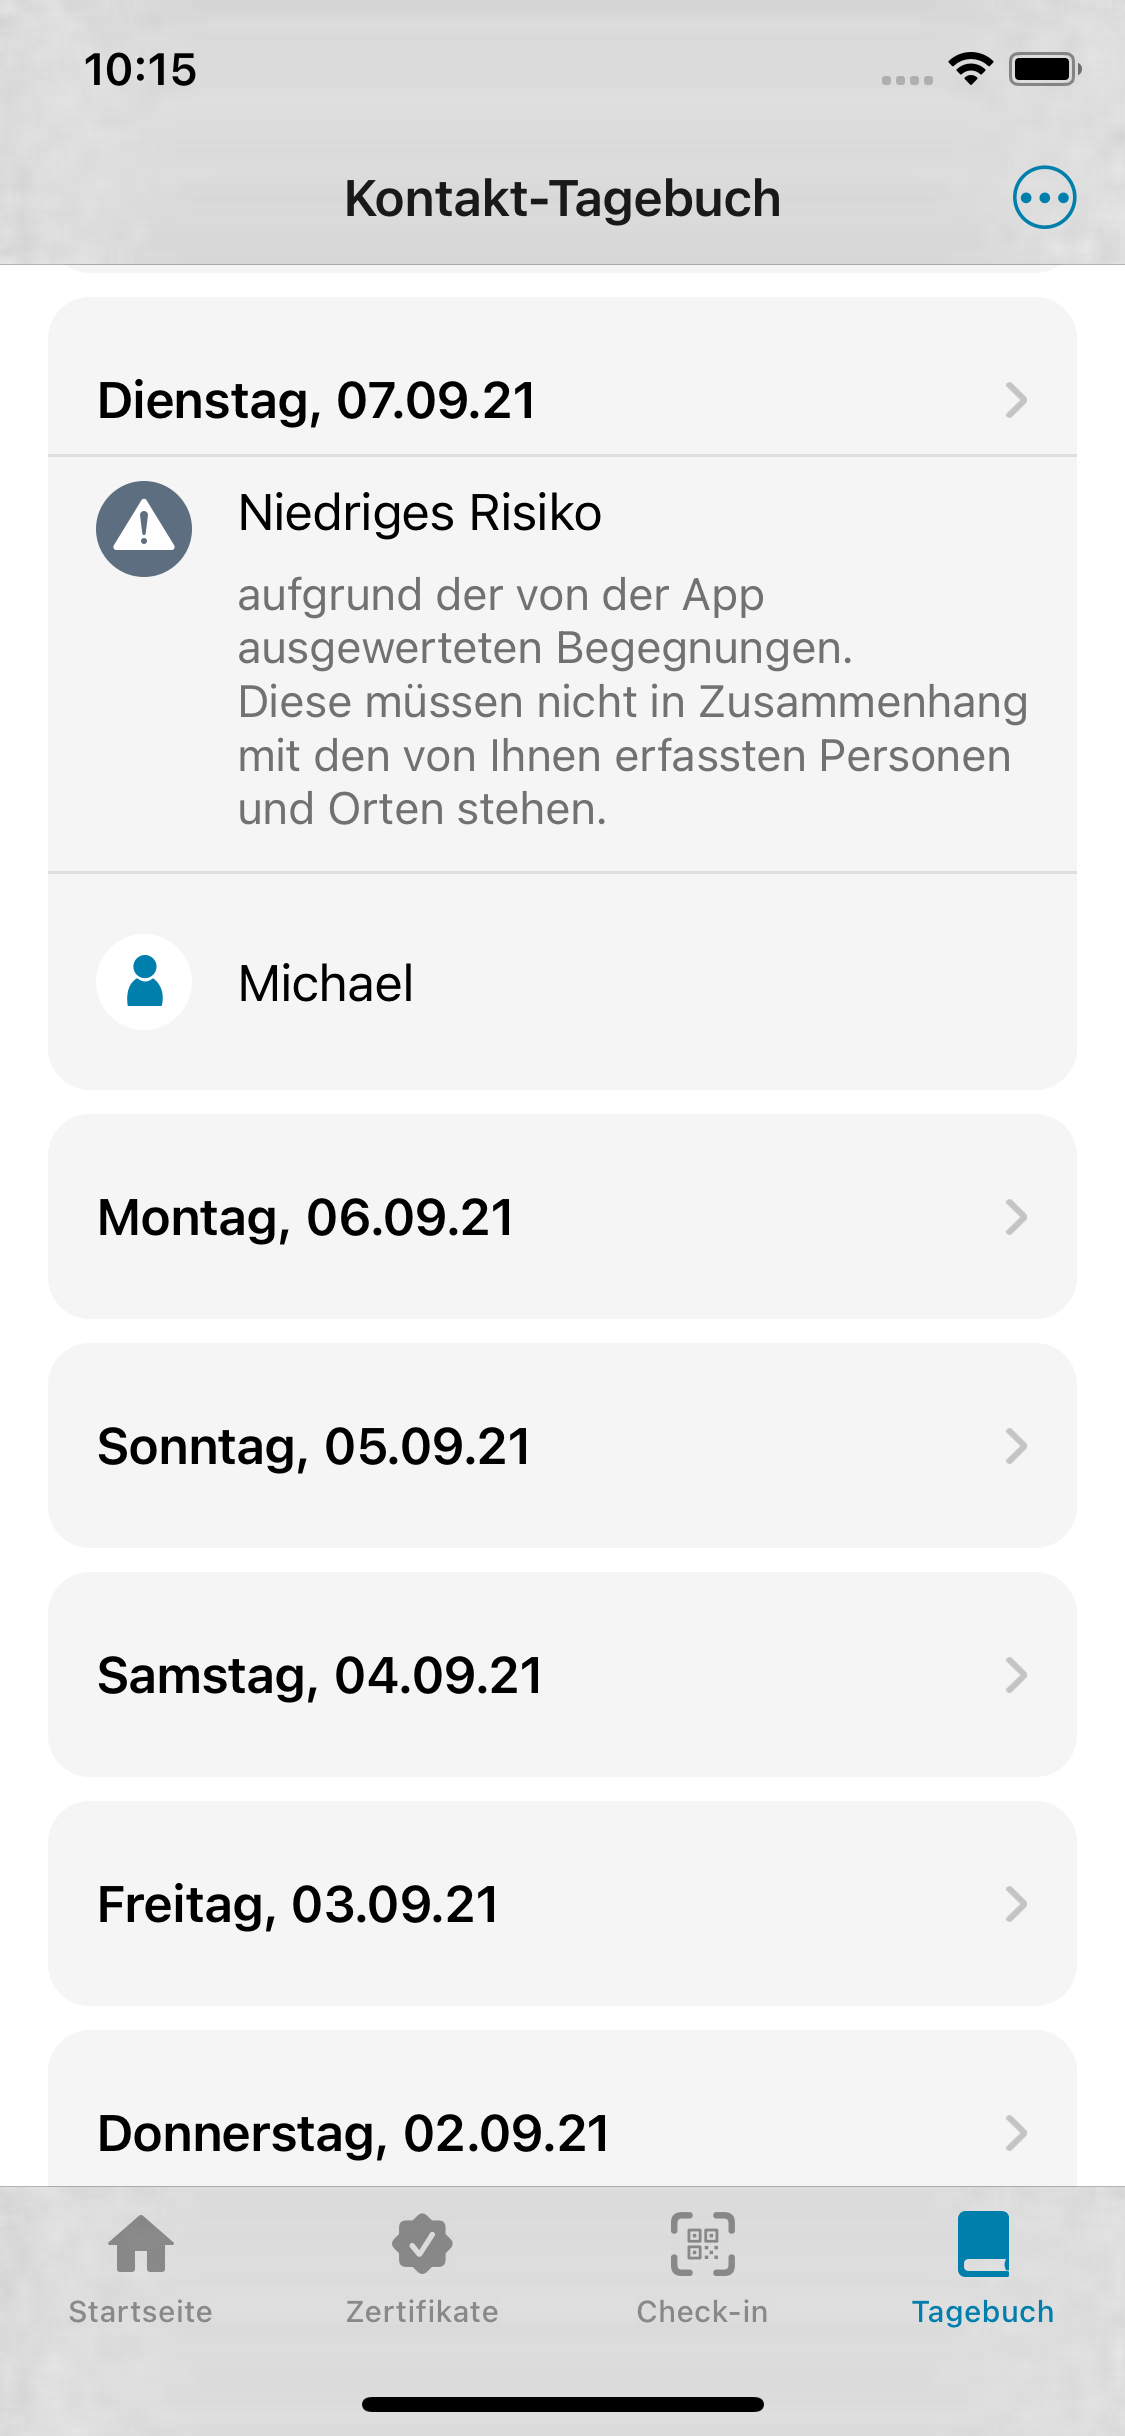 10:15
Kontakt-Tagebuch
Dienstag, 07.09.21
Niedriges Risiko
aufgrund der von der App
ausgewerteten Begegnungen.
Diese müssen nicht in Zusammenhang
mit den von Ihnen erfassten Personen
und Orten stehen.
Michael
Montag, 06.09.21
Sonntag, 05.09.21
Samstag, 04.09.21
Freitag, 03.09.21
Donnerstag, 02.09.21
Startseite
Zertifikate
Check-in
Tagebuch